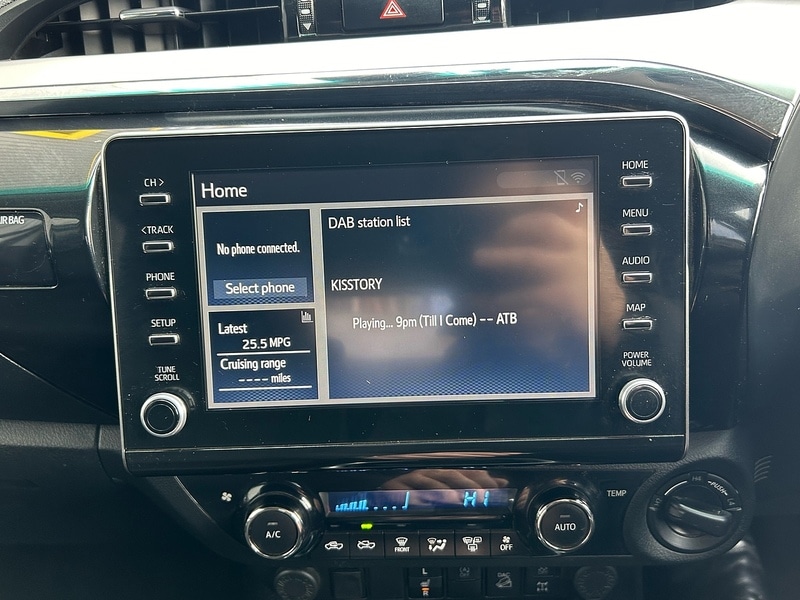 CH >
<TRACK
PHONE
SETUP
TUNE
SCROLL
Home
No phone connected.
Select phone
Latest
25.5 MPG
Cruising range
---- miles
DAB station list
KISSTORY
Playing... 9pm (Till I Come) -- ATB
HOME
MENU
AUDIO
MAP
POWER
VOLUME
A/C
HI
AUTO
TEMP
FRONT
OFF
L
R
DAC